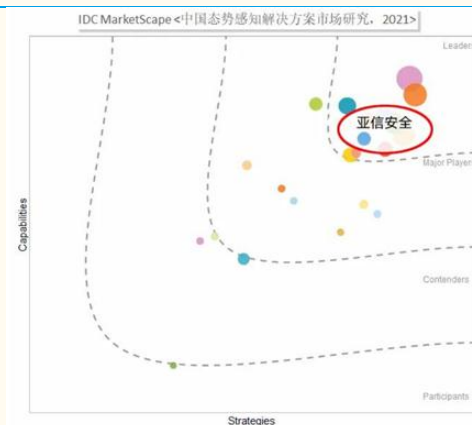 IDC MarketScape <中国态势感知解决方案市场研究，2021>
Leaders
亚信安全
Major Players
Capabilities
Contenders
Participants
Strategies